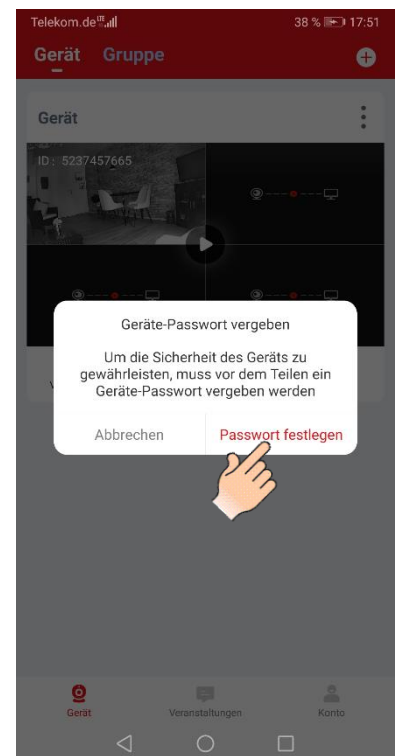 Telekom.de 38 % 17:51
Gerät Gruppe
Gerät
ID: 5237457665
Geräte-Passwort vergeben
Um die Sicherheit des Geräts zu
gewährleisten, muss vor dem Teilen ein
Geräte-Passwort vergeben werden
Abbrechen Passwort festlegen
Gerät Veranstaltungen Konto